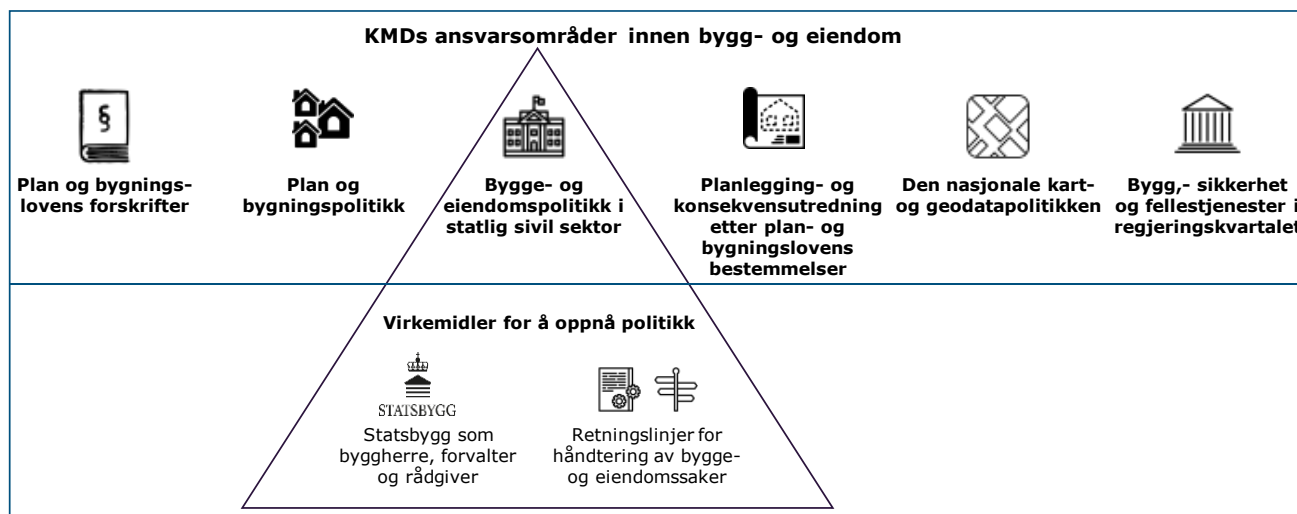 KMDs ansvarsområder innen bygg- og eiendom
§
Plan og bygnings-
lovens forskrifter
Plan og
bygningspolitikk
Bygge- og
eiendomspolitikk i
statlig sivil sektor
Planlegging- og
konsekvensutredning
etter plan- og
bygningslovens
bestemmelser
Den nasjonale kart-
og geodatapolitikken
Bygg,- sikkerhet
og fellestjenester i
regjeringskvartalet
Virkemidler for å oppnå politikk
STATSBYGG
Statsbygg som
byggherre, forvalter
og rådgiver
Retningslinjer for
håndtering av bygge-
og eiendomssaker